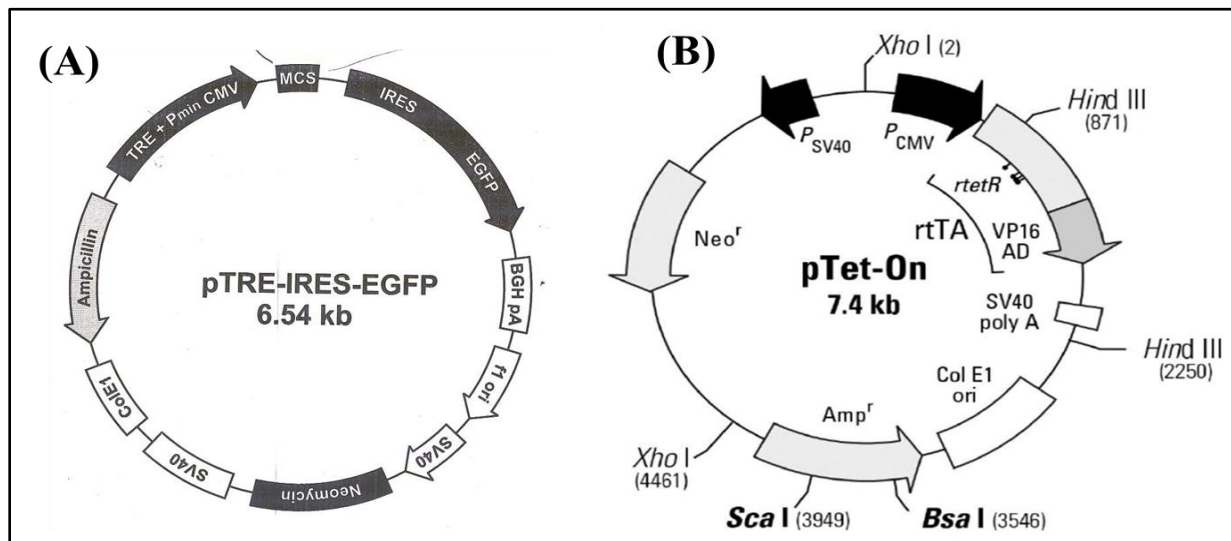 (A)
TRE + Pmin CMV
MCS
IRES
EGFP
BGH pA
f1 ori
SV40
Neomycin
SV40
ColE1
Ampicillin
pTRE-IRES-EGFP
6.54 kb
(B)
Xho I (2)
PSV40
PCMV
Hind III
(871)
rtetR
rtTA
VP16
AD
Neor
pTet-On
7.4 kb
SV40
poly A
Hind III
(2250)
Col E1
ori
Ampr
Xho I
(4461)
Sca I (3949)
Bsa I (3546)